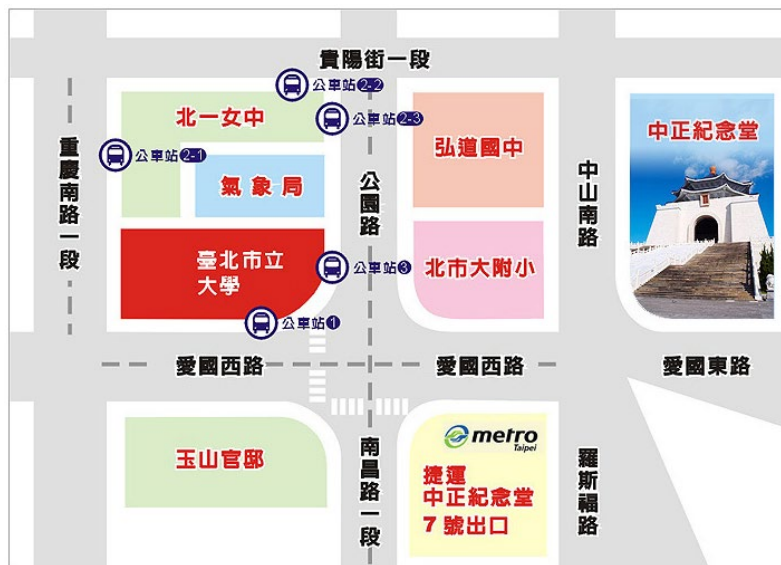 貴陽街一段
公車站2-2
北一女中
公車站2-3
公車站2-1
氣象局
弘道國中
中正紀念堂
重慶南路一段
公園路
中山南路
臺北市立
大學
公車站3
北市大附小
公車站1
愛國西路
愛國西路
愛國東路
玉山官邸
南昌路一段
metro
Taipei
捷運
中正紀念堂
7號出口
羅斯福路